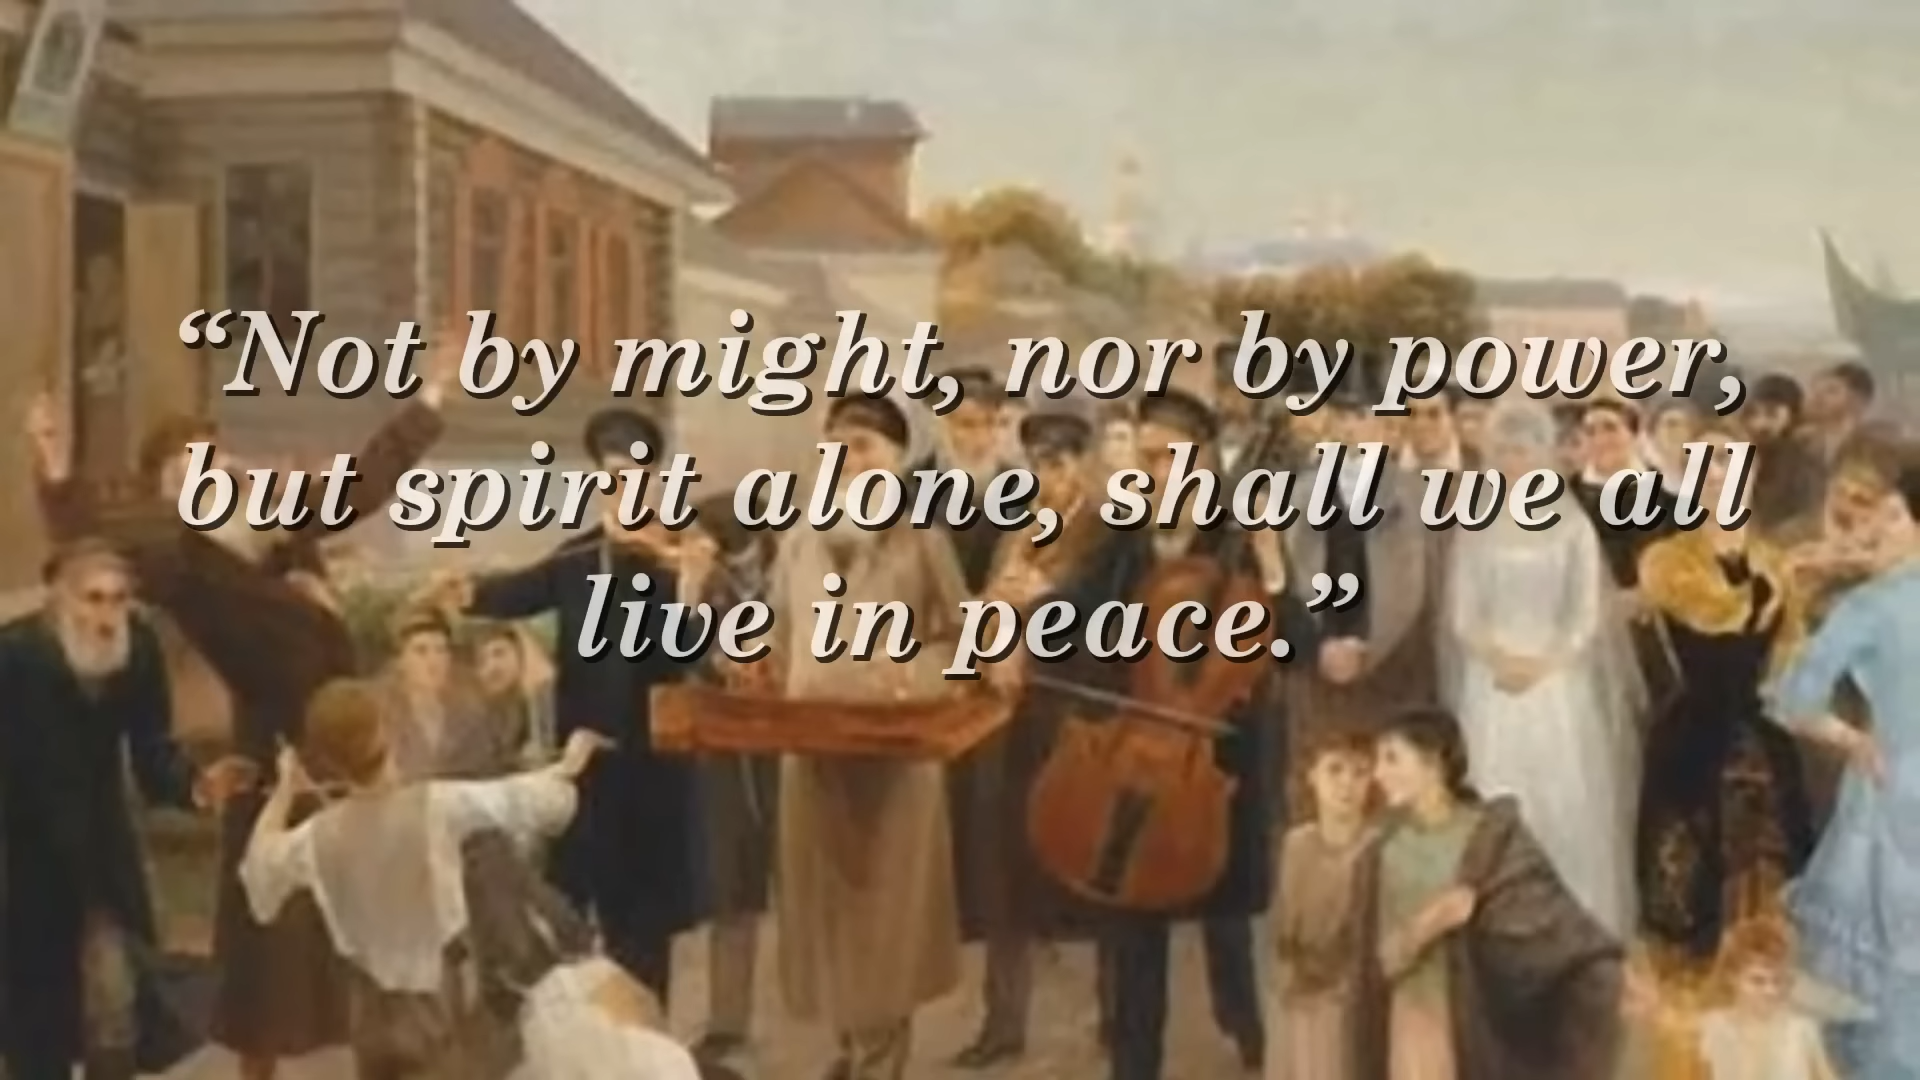 “Not by might, nor by power,
but spirit alone, shall we all
live in peace.”